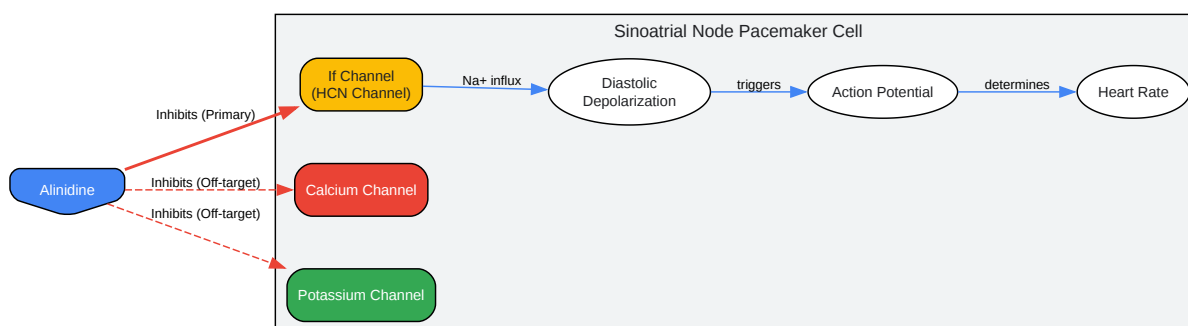 Sinoatrial Node Pacemaker Cell
If Channel
(HCN Channel)
Na+ influx
Diastolic
Depolarization
triggers
Action Potential
determines
Heart Rate
Inhibits (Primary)
Alinidine
Inhibits (Off-target)
Calcium Channel
Inhibits (Off-target)
Potassium Channel